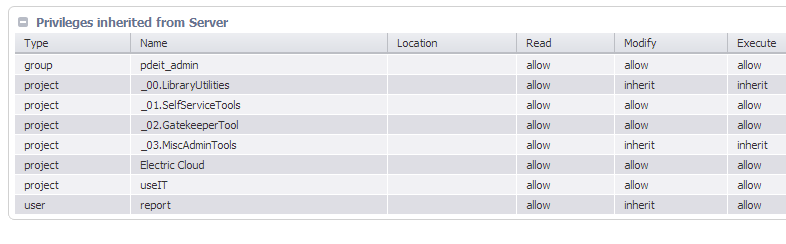 Privileges inherited from Server
Type Name Location Read Modify Execute
group pdeit_admin allow allow allow
project _00.LibraryUtilities allow inherit inherit
project _01.SelfServiceTools allow allow allow
project _02.GatekeeperTool allow allow allow
project _03.MiscAdminTools allow inherit inherit
project Electric Cloud allow allow allow
project useIT allow allow allow
user report allow inherit allow